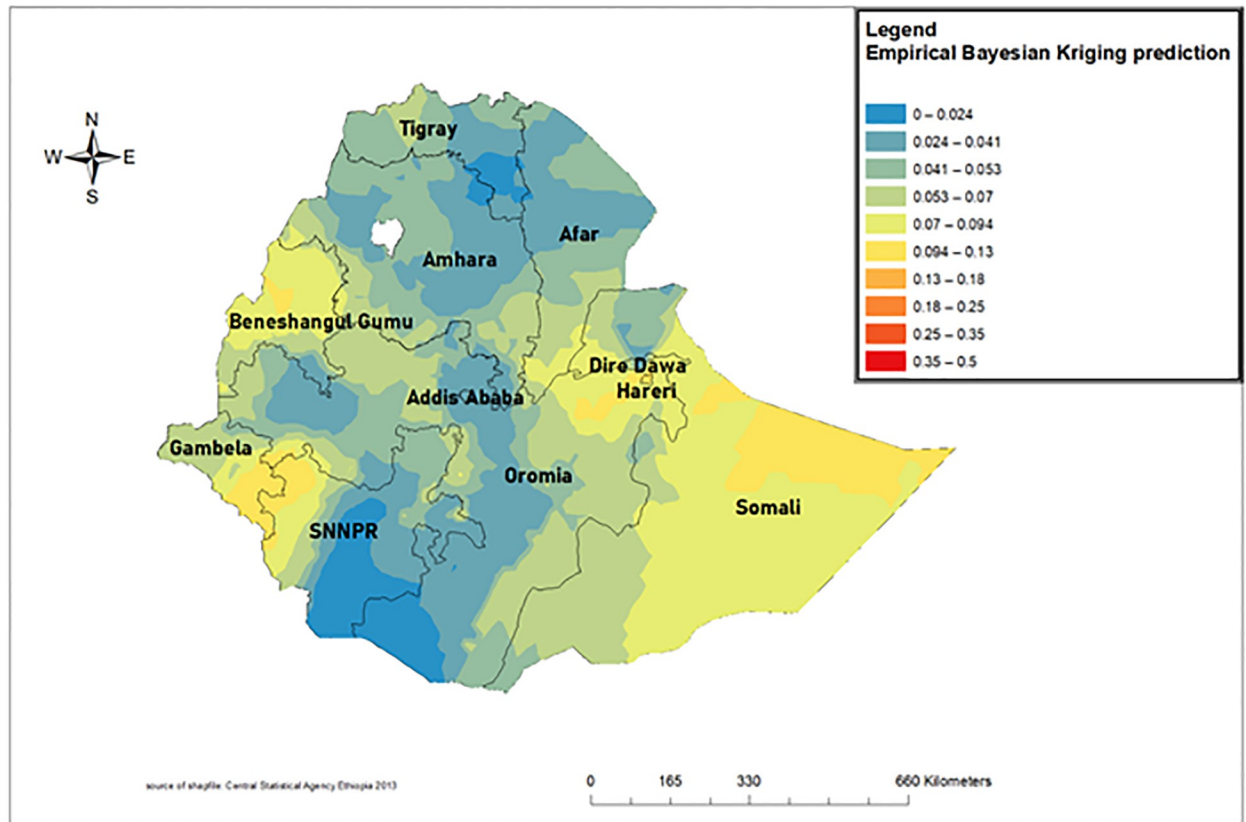 Legend
Empirical Bayesian Kriging prediction
0 – 0.024
0.024 – 0.041
0.041 – 0.053
0.053 – 0.07
0.07 – 0.094
0.094 – 0.13
0.13 – 0.18
0.18 – 0.25
0.25 – 0.35
0.35 – 0.5
N
W E
S
Tigray
Afar
Amhara
Beneshangul Gumu
Dire Dawa
Hareri
Addis Ababa
Gambela
Oromia
Somali
SNNPR
source of shapfile: Central Statistical Agency Ethiopia 2013
0 165 330 660 Kilometers